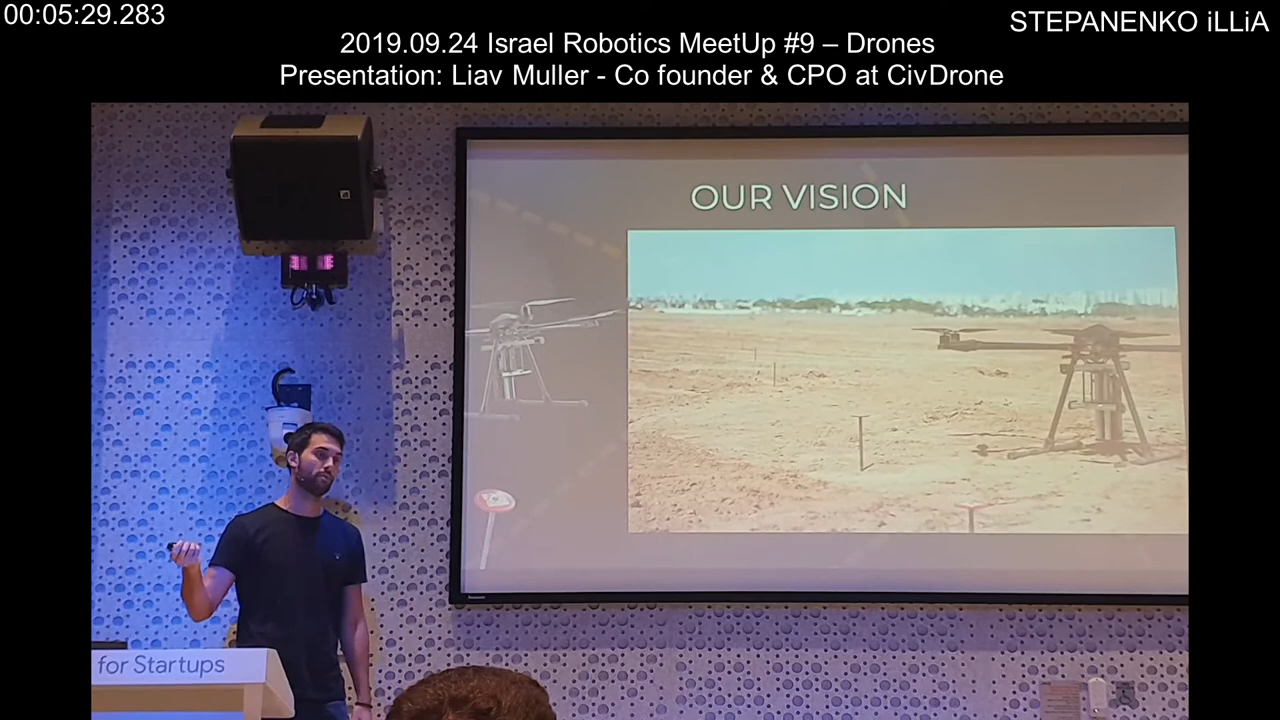 00:05:29.283
STEPANENKO iLLiA
2019.09.24 Israel Robotics MeetUp #9 – Drones
Presentation: Liav Muller - Co founder & CPO at CivDrone
OUR VISION
for Startups